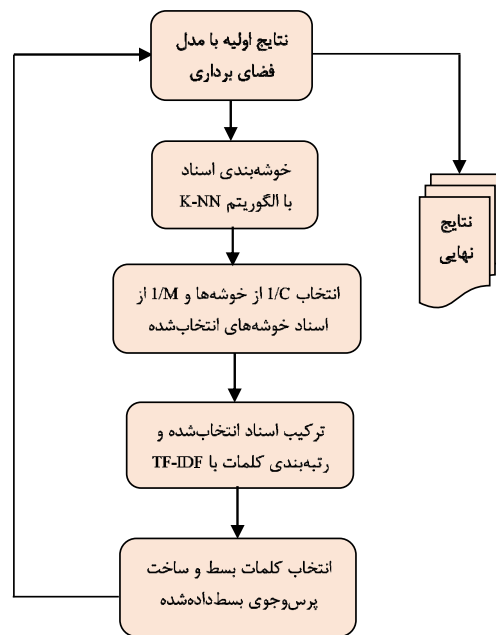 نتایج اولیه با مدل
فضای برداری
خوشه‌بندی اسناد
با الگوریتم K-NN
نتایج
نهایی
انتخاب 1/C از خوشه‌ها و 1/M از
اسناد خوشه‌های انتخاب‌شده
ترکیب اسناد انتخاب‌شده و
رتبه‌بندی کلمات با TF-IDF
انتخاب کلمات بسط و ساخت
پرس‌وجوی بسط‌داده‌شده